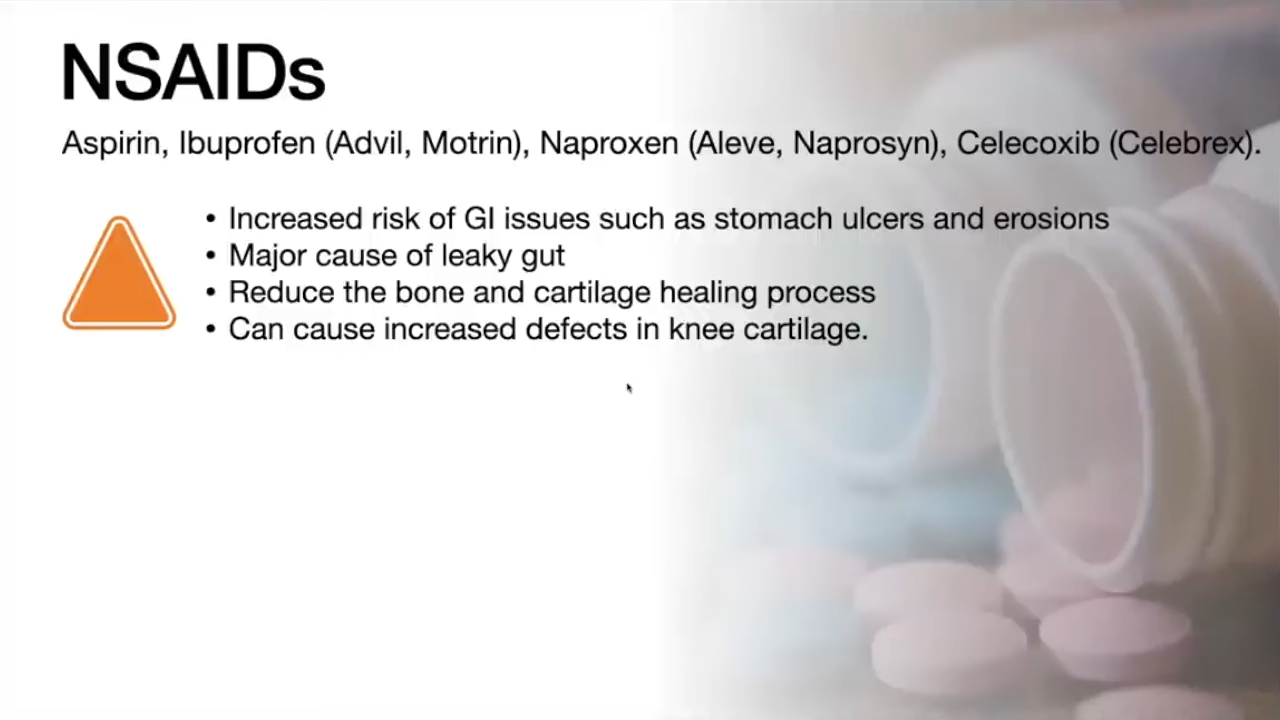 NSAIDs
Aspirin, Ibuprofen (Advil, Motrin), Naproxen (Aleve, Naprosyn), Celecoxib (Celebrex).
• Increased risk of GI issues such as stomach ulcers and erosions
• Major cause of leaky gut
• Reduce the bone and cartilage healing process
• Can cause increased defects in knee cartilage.